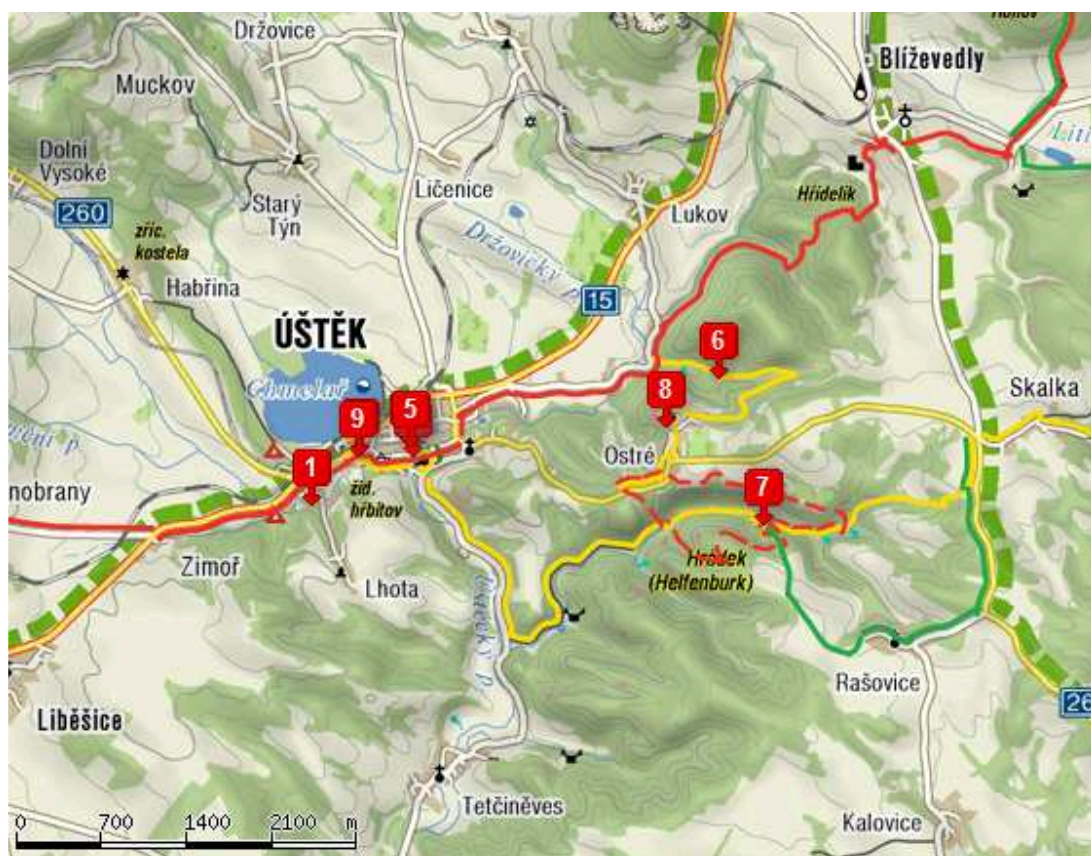 Držovice
Blíževedly
Muckov
Dolní
Vysoké
Ličenice
Hřídelík
260
Starý
Týn
Lukov
zříc.
kostela
Držovický p.
Habřina
15
ÚŠTĚK
6
Chmelař
8
Skalka
5
9
Ostré
1
nobrany
žid.
hřbitov
7
Zimoř
Hrádek
(Helfenburk)
Lhota
Rašovice
Liběšice
26
Tetčiněves
Kalovice
0 700 1400 2100 m